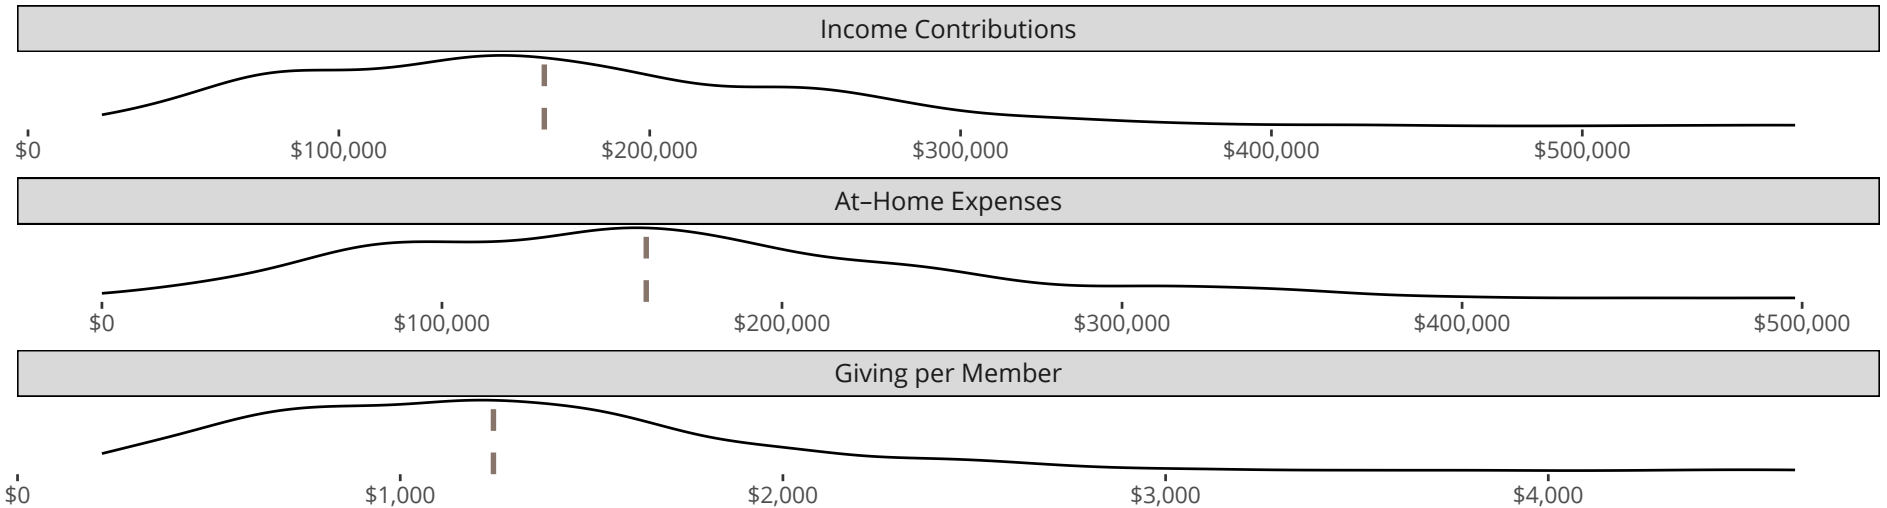 Income Contributions
$0 $100,000 $200,000 $300,000 $400,000 $500,000
At–Home Expenses
$0 $100,000 $200,000 $300,000 $400,000 $500,000
Giving per Member
$0 $1,000 $2,000 $3,000 $4,000